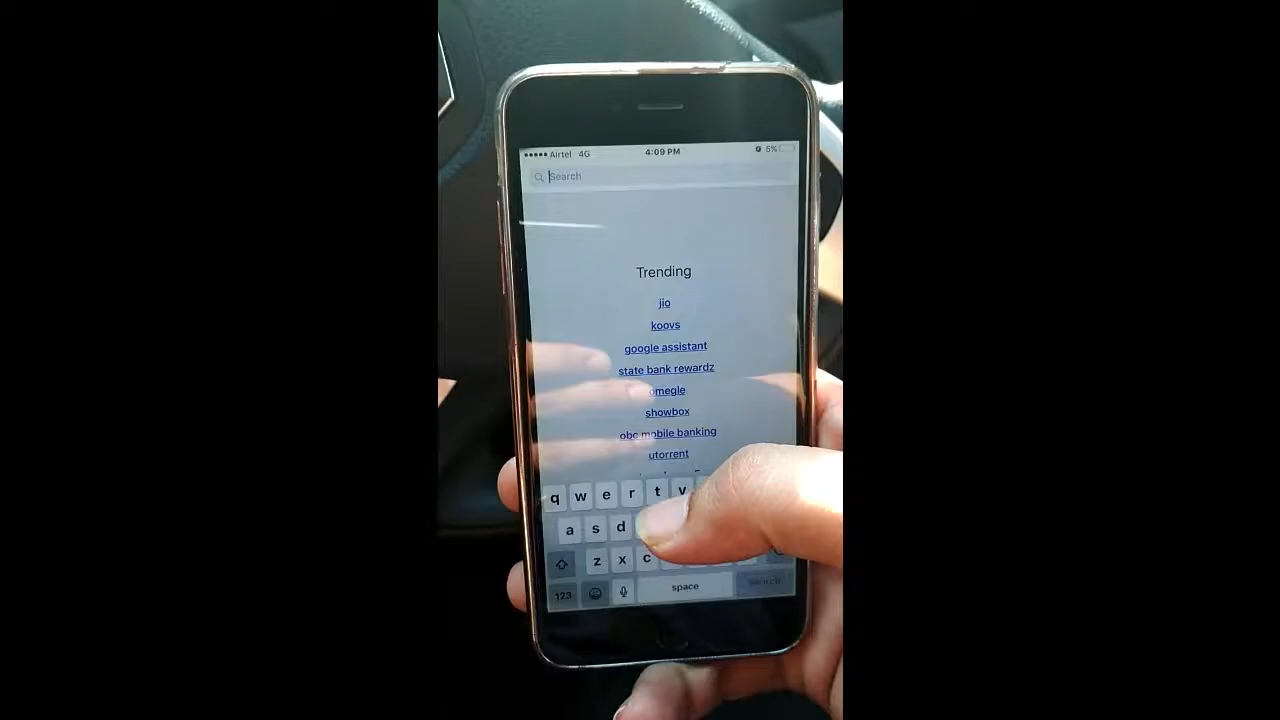 Airtel 4G 4:09 PM 5%
Search
Trending
jio
koovs
google assistant
state bank rewardz
omegle
showbox
obc mobile banking
utorrent
q w e r t y
a s d
z x c
123 space Search